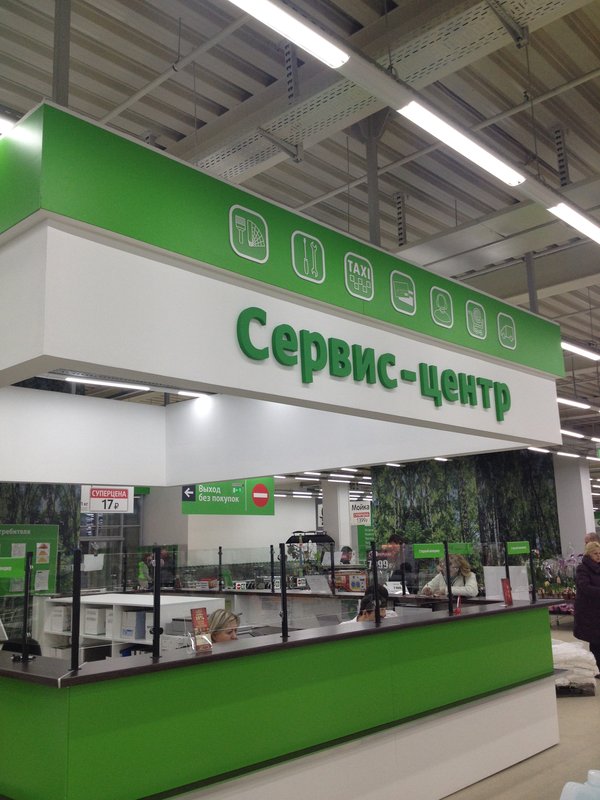 TAXI
Сервис-центр
СУПЕРЦЕНА
17
Выход
без покупок
Мойка